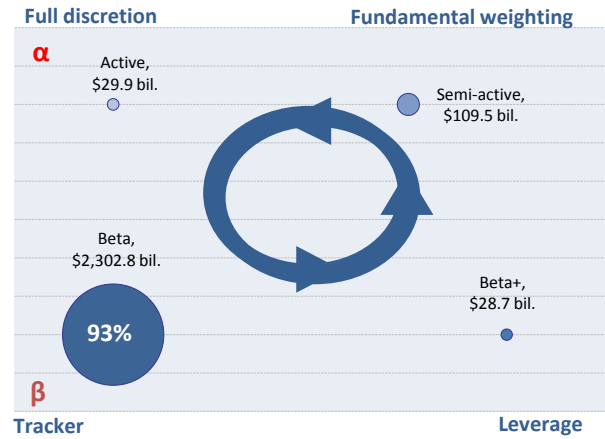 Full discretion
Fundamental weighting
α
Active,
$29.9 bil.
Semi-active,
$109.5 bil.
Beta,
$2,302.8 bil.
93%
Beta+,
$28.7 bil.
β
Tracker
Leverage